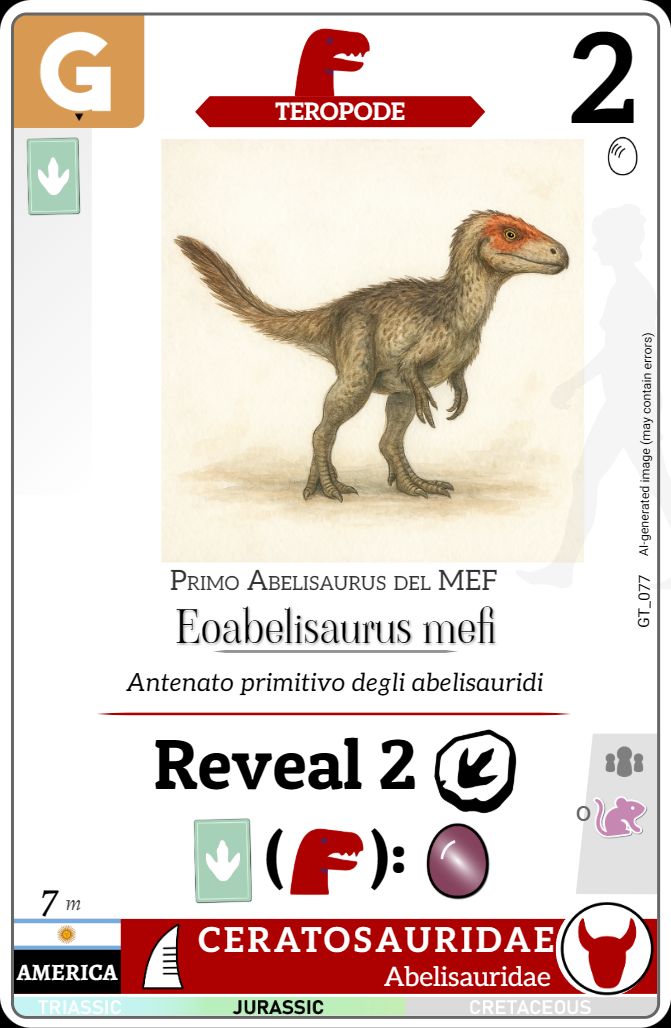 G
TEROPODE
2
AI-generated image (may contain errors)
GT_077
Primo Abelisaurus del MEF
Eoabelisaurus mefi
Antenato primitivo degli abelisauridi
Reveal 2
( ):
o
7 m
AMERICA
CERATOSAURIDAE
Abelisauridae
TRIASSIC JURASSIC CRETACEOUS